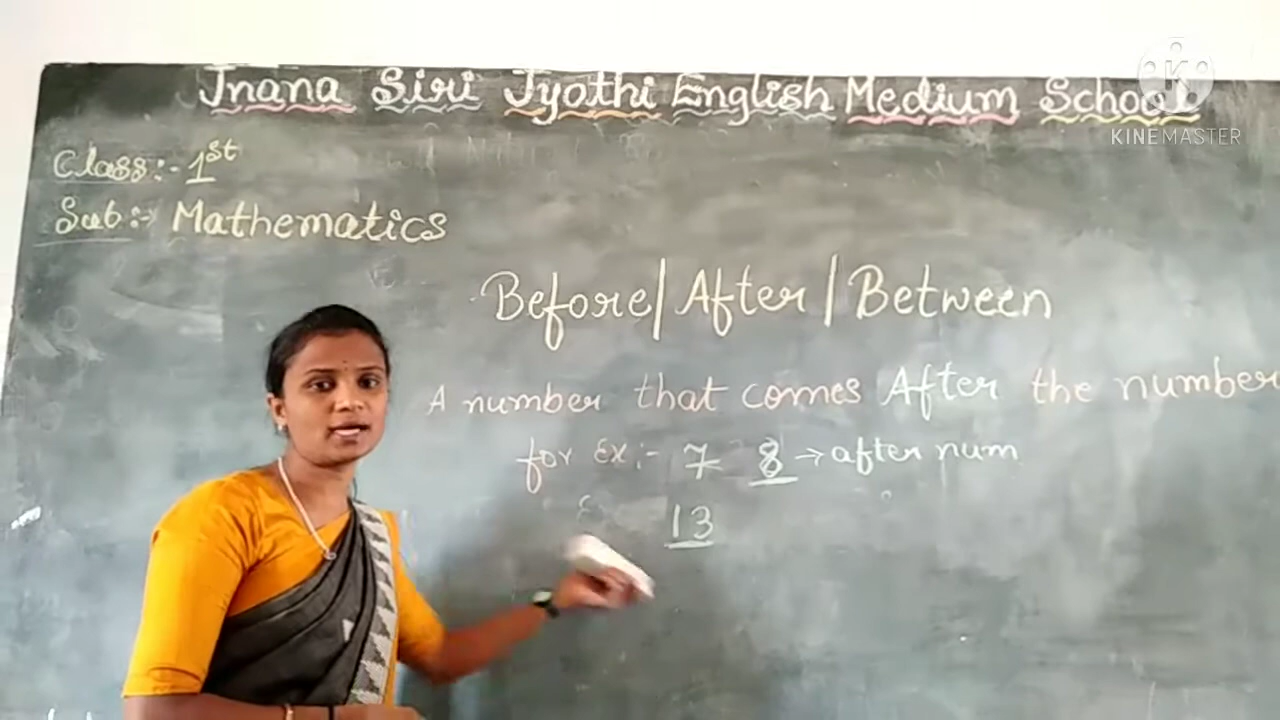 Jnana Siri Jyothi English Medium School
KINEMASTER
Class:- 1st
Sub:- Mathematics
Before/After/Between
A number that comes After the number
for Ex:- 7 8 → after num
13